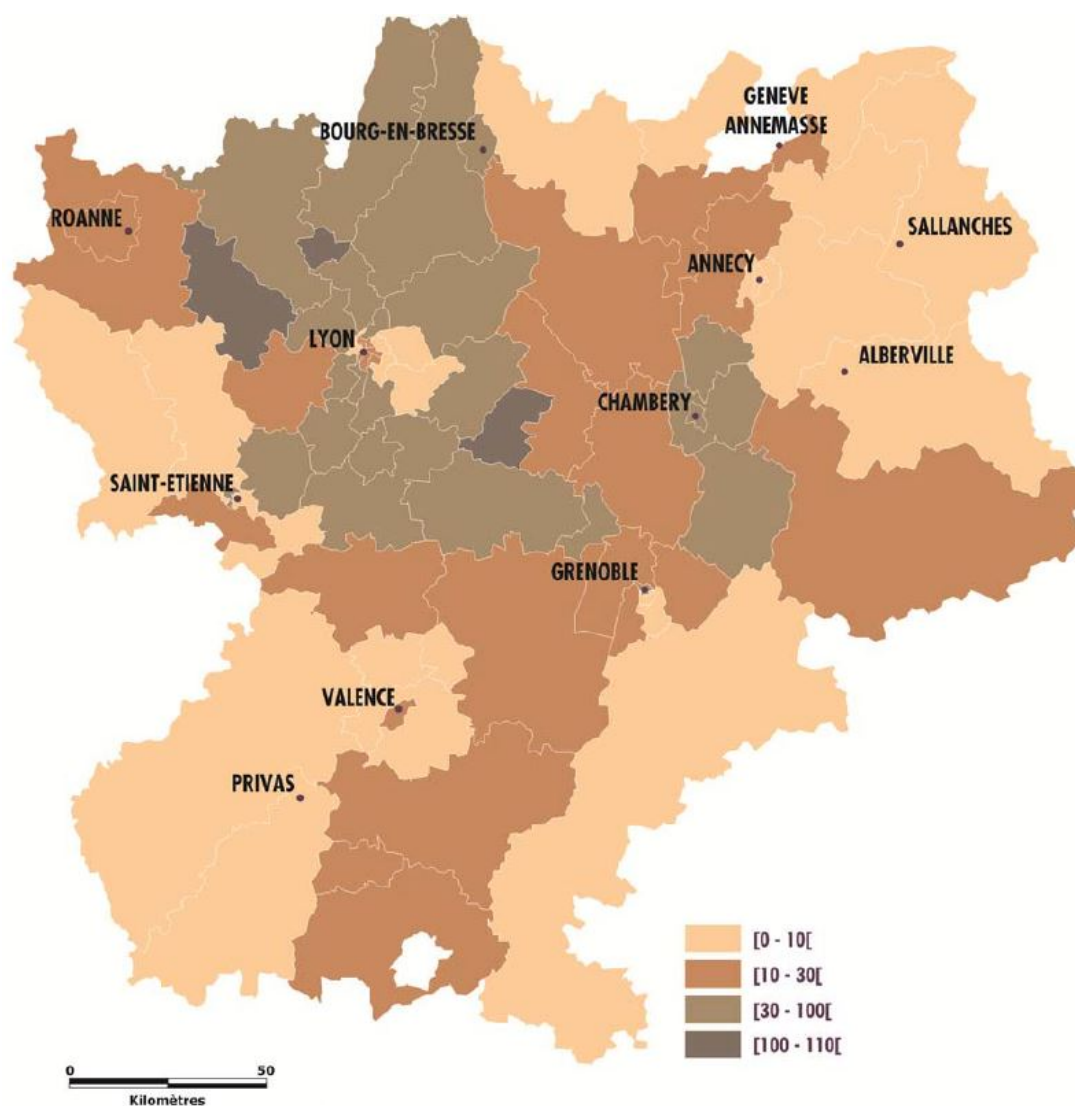 GENEVE
ANNEMASSE
BOURG-EN-BRESSE
ROANNE
SALLANCHES
ANNECY
LYON
ALBERVILLE
CHAMBERY
SAINT-ETIENNE
GRENOBLE
VALENCE
PRIVAS
[0 - 10[
[10 - 30[
[30 - 100[
[100 - 110[
0 50
Kilomètres